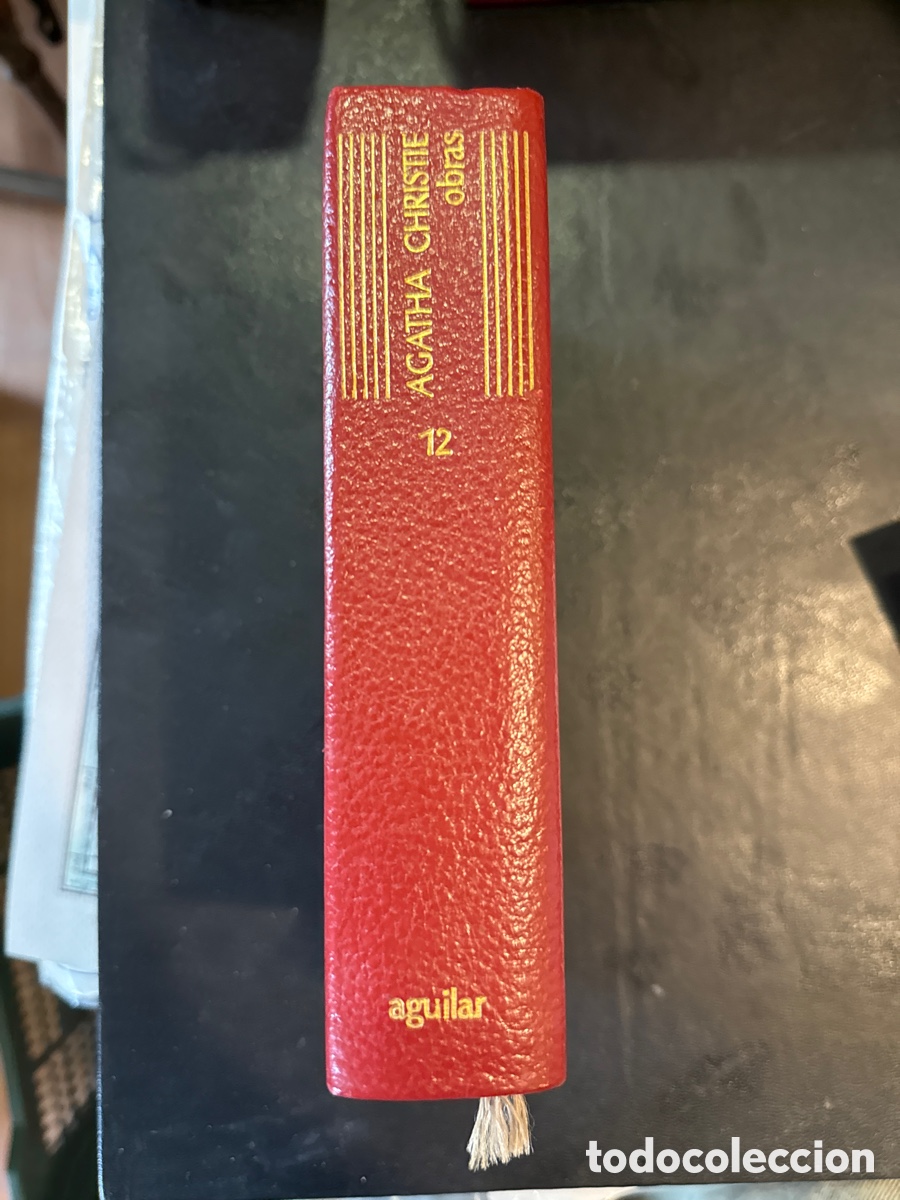 AGATHA CHRISTIE
obras
12
aguilar
todocoleccion